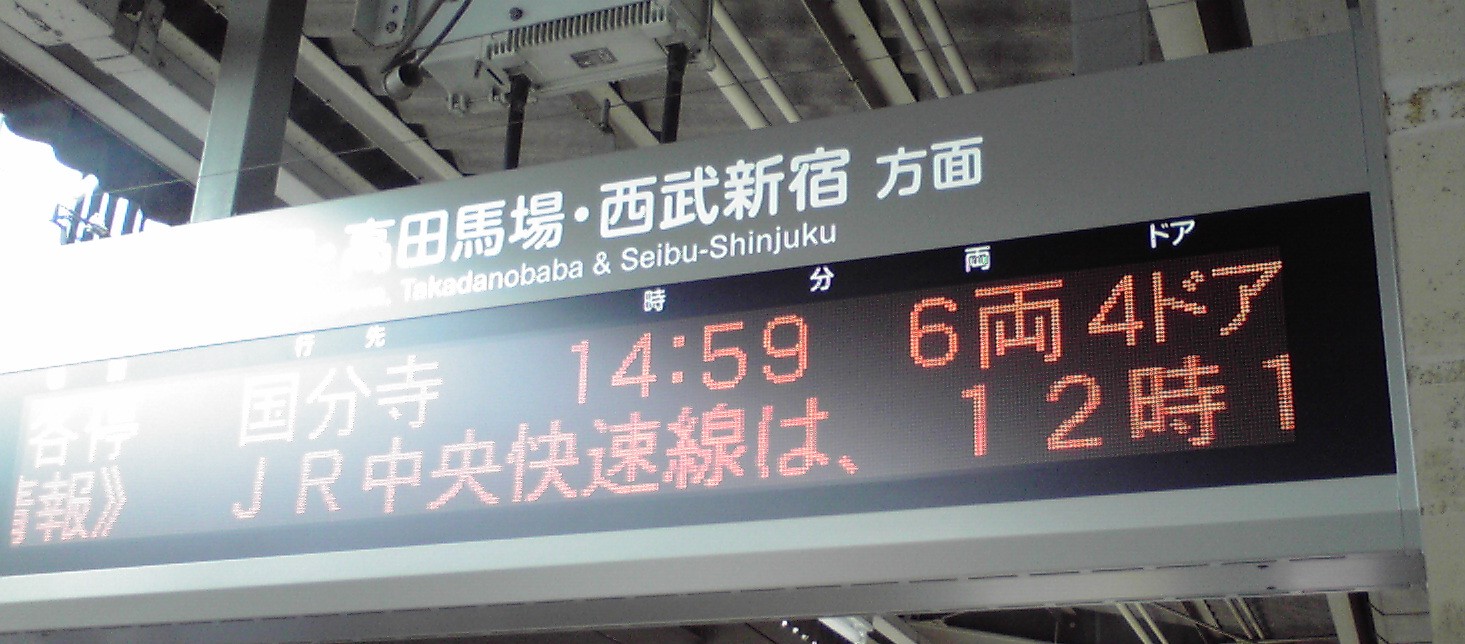 高田馬場・西武新宿 方面
Takadanobaba & Seibu-Shinjuku
行先 時 分 両 ドア
各停 国分寺 14:59 6両 4ドア
報》 JR中央快速線は、 12時1